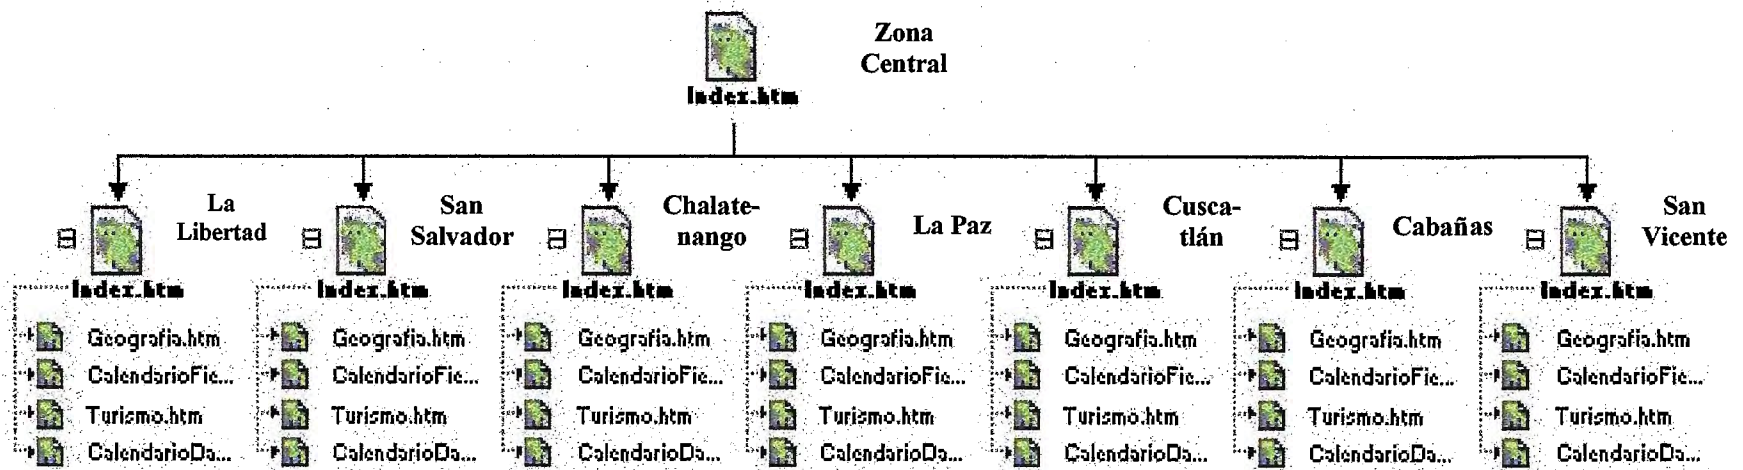 Zona
Central
Index.htm
La
Libertad
San
Salvador
Chalate-
nango
La Paz
Cusca-
tlán
Cabañas
San
Vicente
Index.htm
Index.htm
Index.htm
Index.htm
Index.htm
Index.htm
Index.htm
Geografia.htm
Geografia.htm
Geografia.htm
Geografia.htm
Geografia.htm
Geografia.htm
Geografia.htm
CalendarioFie...
CalendarioFie...
CalendarioFie...
CalendarioFie...
CalendarioFie...
CalendarioFie...
CalendarioFie...
Turismo.htm
Turismo.htm
Turismo.htm
Turismo.htm
Turismo.htm
Turismo.htm
Turismo.htm
CalendarioDa...
CalendarioDa...
CalendarioDa...
CalendarioDa...
CalendarioDa...
CalendarioDa...
CalendarioDa...